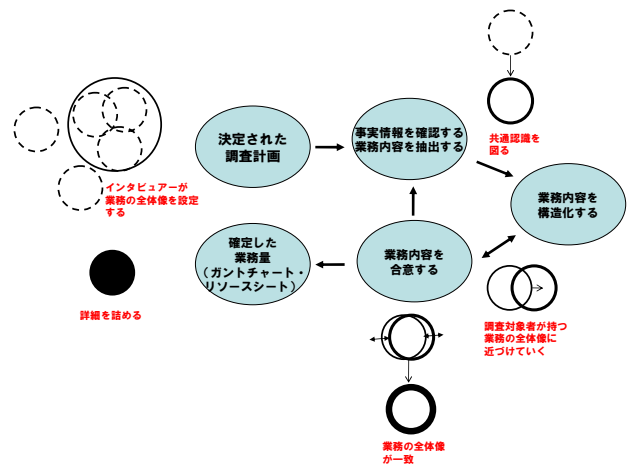 決定された
調査計画
事実情報を確認する
業務内容を抽出する
共通認識を
図る
インタビュアーが
業務の全体像を設定
する
業務内容を
構造化する
確定した
業務量
（ガントチャート・
リソースシート）
業務内容を
合意する
詳細を詰める
調査対象者が持つ
業務の全体像に
近づけていく
業務の全体像
が一致